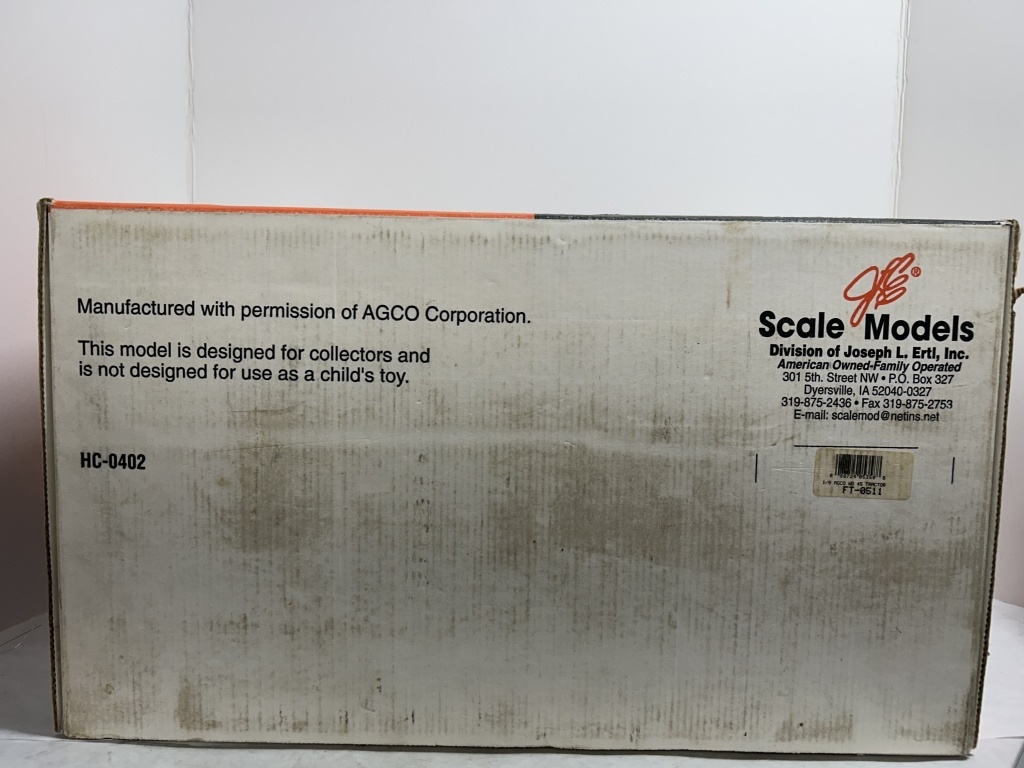 Manufactured with permission of AGCO Corporation.
This model is designed for collectors and
is not designed for use as a child's toy.
HC-0402
JLE®
Scale Models
Division of Joseph L. Ertl, Inc.
American Owned-Family Operated
301 5th. Street NW • P.O. Box 327
Dyersville, IA 52040-0327
319-875-2436 • Fax 319-875-2753
E-mail: scalemod@netins.net
TRACTOR
FT-0511